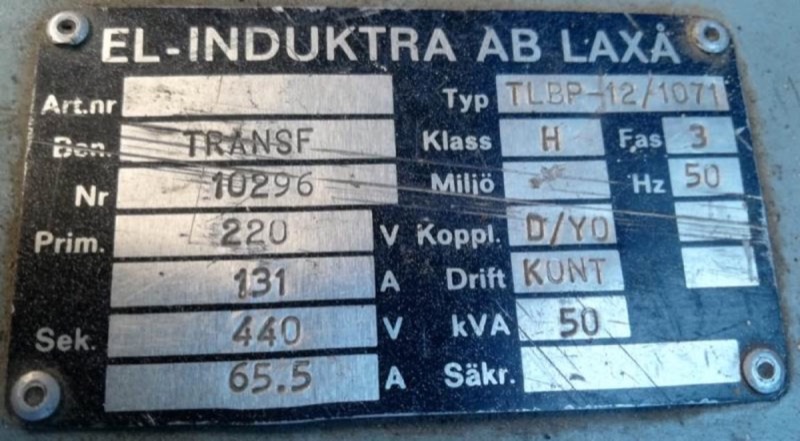 EL-INDUKTRA AB LAXÅ
Art.nr Typ TLBP-12/1071
Ben. TRANSF Klass H Fas 3
Nr 10296 Miljö Hz 50
Prim. 220 V Koppl. D/YO
131 A Drift KONT
Sek. 440 V kVA 50
65.5 A Säkr.